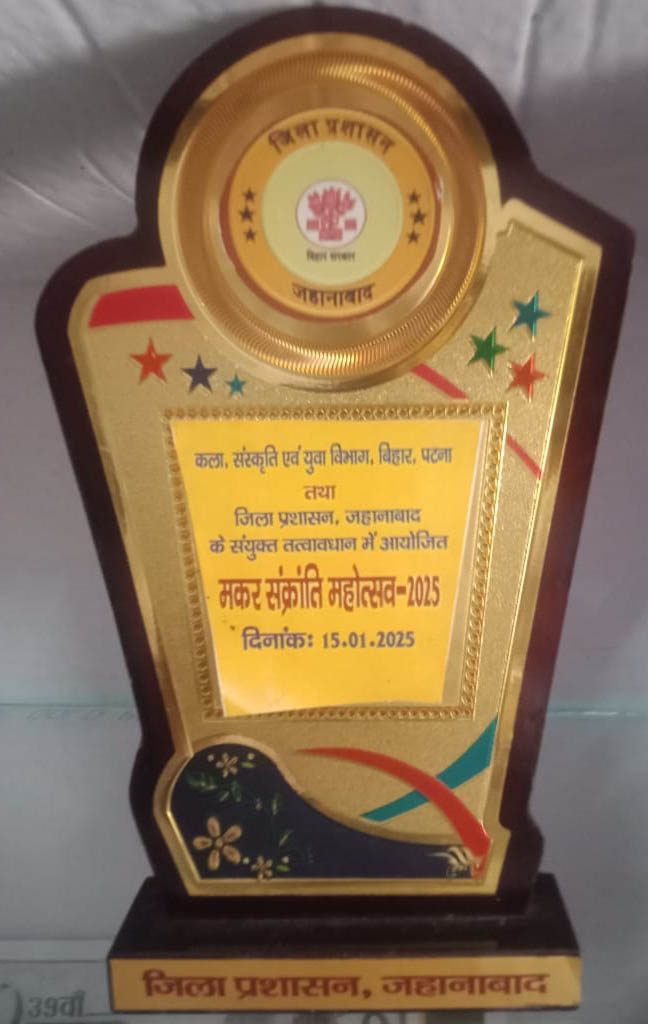 जिला प्रशासन
बिहार सरकार
जहानाबाद
कला, संस्कृति एवं युवा विभाग, बिहार, पटना
तथा
जिला प्रशासन, जहानाबाद
के संयुक्त तत्वावधान में आयोजित
मकर संक्रांति महोत्सव-2025
दिनांक: 15.01.2025
जिला प्रशासन, जहानाबाद
39वाँ